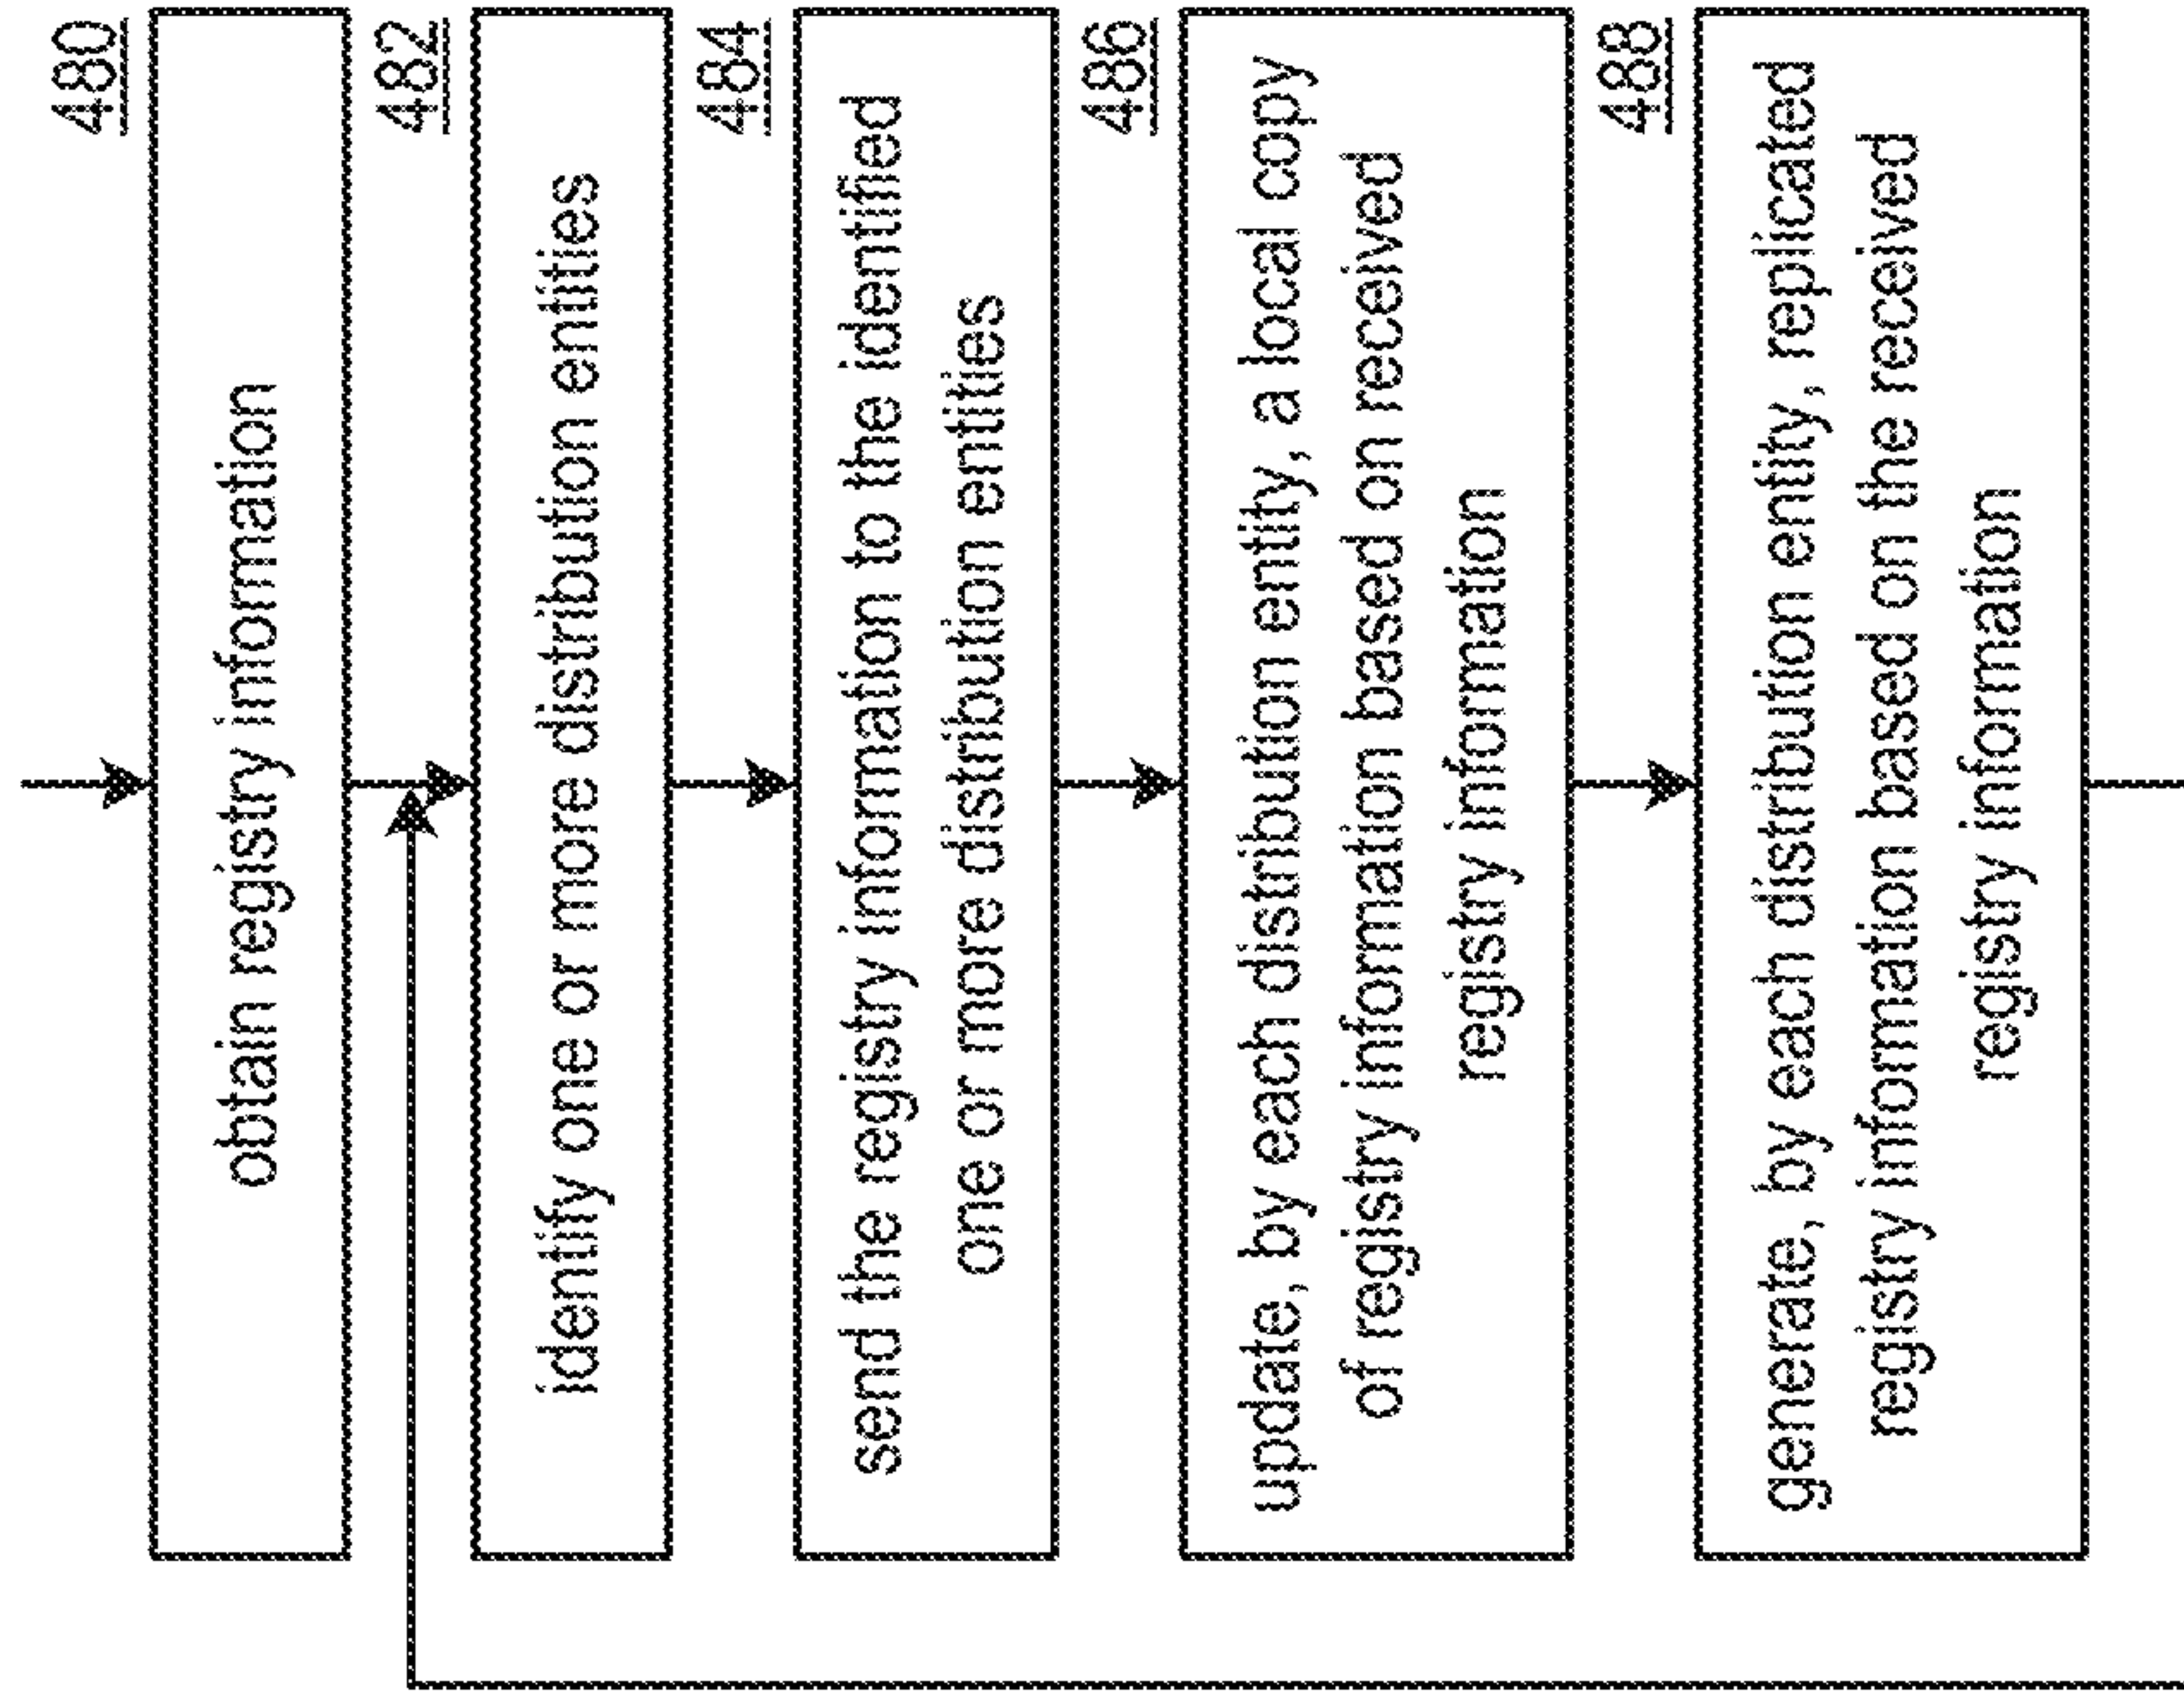 480
obtain registry information
482
identify one or more distribution entities
484
send the registry information to the identified
one or more distribution entities
486
update, by each distribution entity, a local copy
of registry information based on received
registry information
488
generate, by each distribution entity, replicated
registry information based on the received
registry information